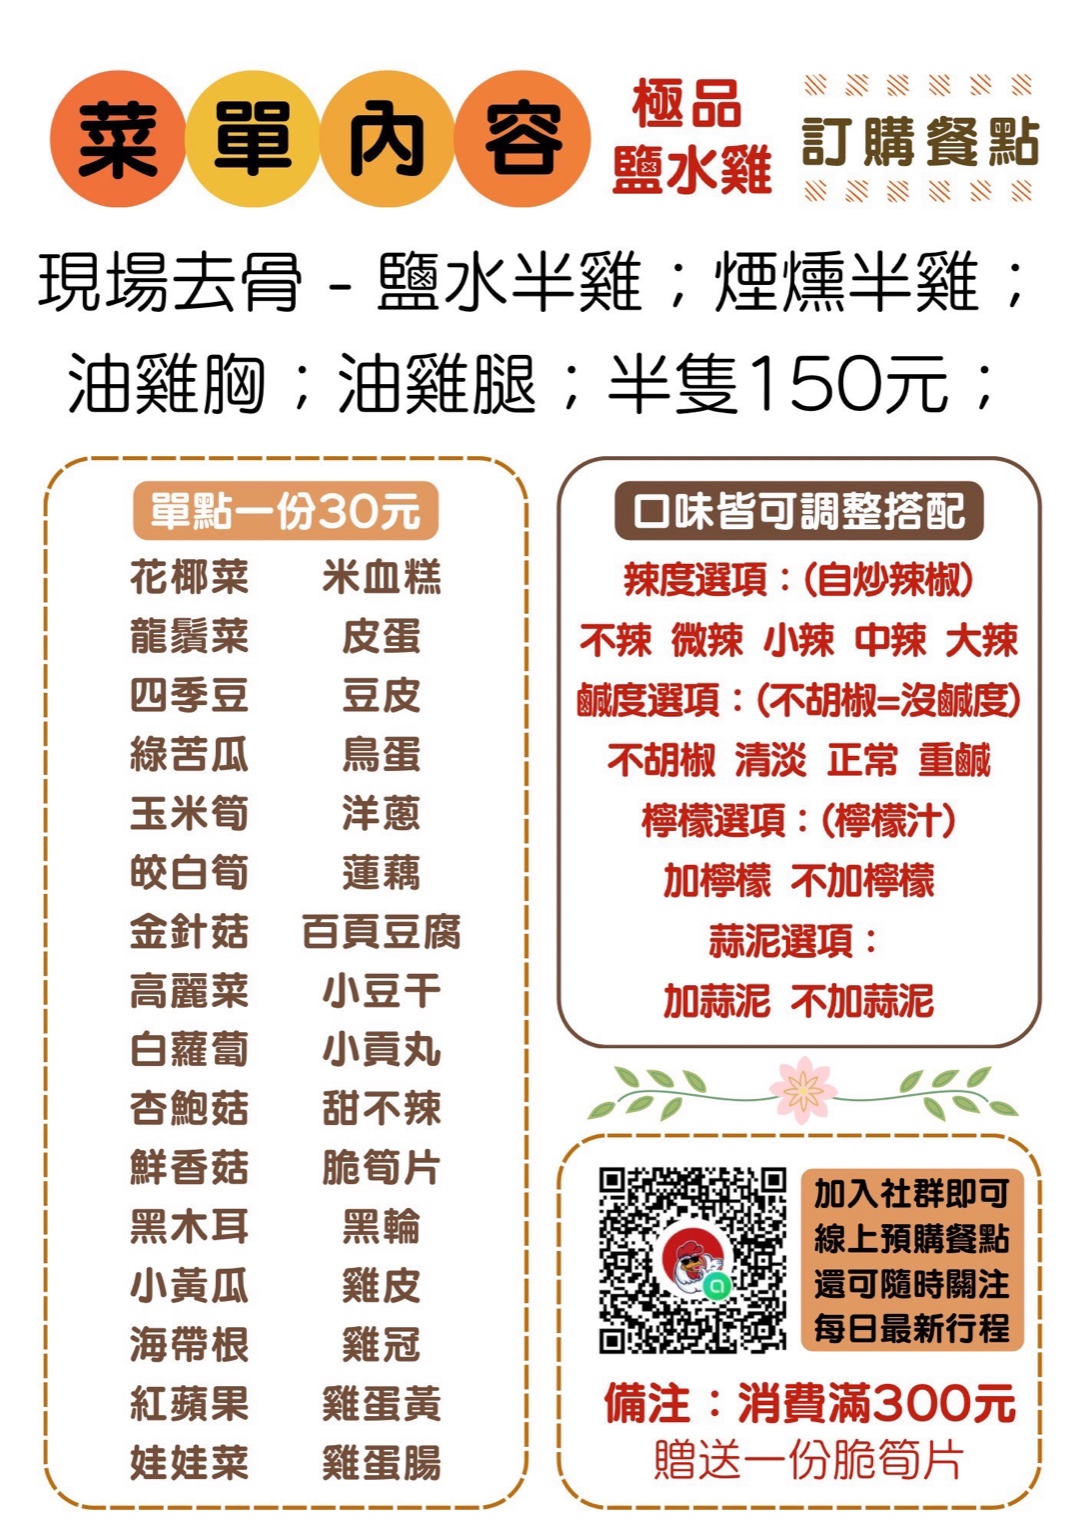 菜單內容
極品
鹽水雞
訂購餐點
現場去骨 - 鹽水半雞；煙燻半雞；
油雞胸；油雞腿；半隻150元；
單點一份30元
花椰菜 米血糕
龍鬚菜 皮蛋
四季豆 豆皮
綠苦瓜 鳥蛋
玉米筍 洋蔥
皎白筍 蓮藕
金針菇 百頁豆腐
高麗菜 小豆干
白蘿蔔 小貢丸
杏鮑菇 甜不辣
鮮香菇 脆筍片
黑木耳 黑輪
小黃瓜 雞皮
海帶根 雞冠
紅蘋果 雞蛋黃
娃娃菜 雞蛋腸
口味皆可調整搭配
辣度選項：(自炒辣椒)
不辣 微辣 小辣 中辣 大辣
鹹度選項：(不胡椒=沒鹹度)
不胡椒 清淡 正常 重鹹
檸檬選項：(檸檬汁)
加檸檬 不加檸檬
蒜泥選項：
加蒜泥 不加蒜泥
加入社群即可
線上預購餐點
還可隨時關注
每日最新行程
備注：消費滿300元
贈送一份脆筍片